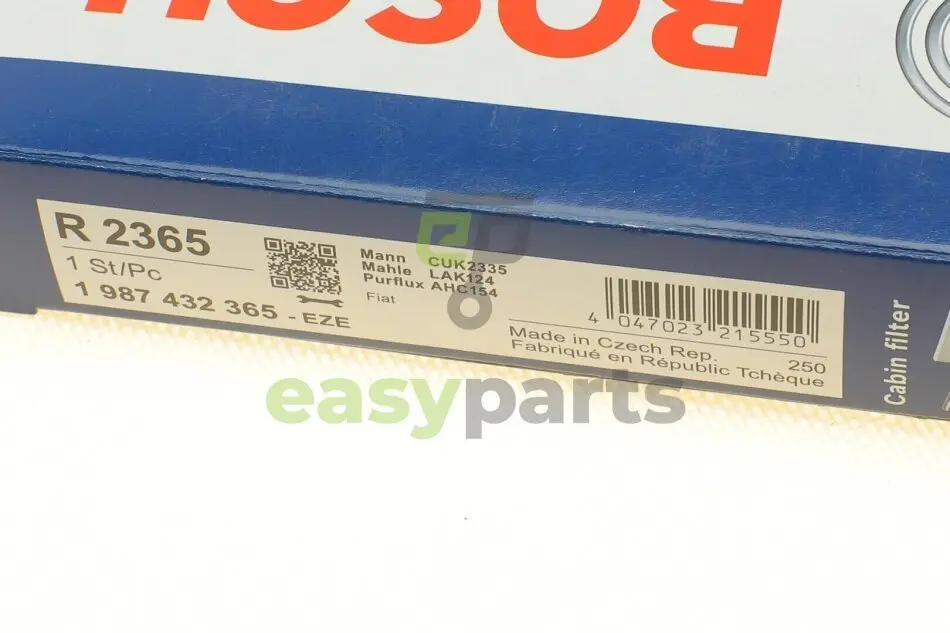 BOSCH
R 2365
1 St/Pc
1 987 432 365 - EZE
Mann CUK2335
Mahle LAK124
Purflux AHC154
Fiat
4 047023 215550
Made in Czech Rep. 250
Fabriqué en Républic Tchèque
Cabin filter
easyparts